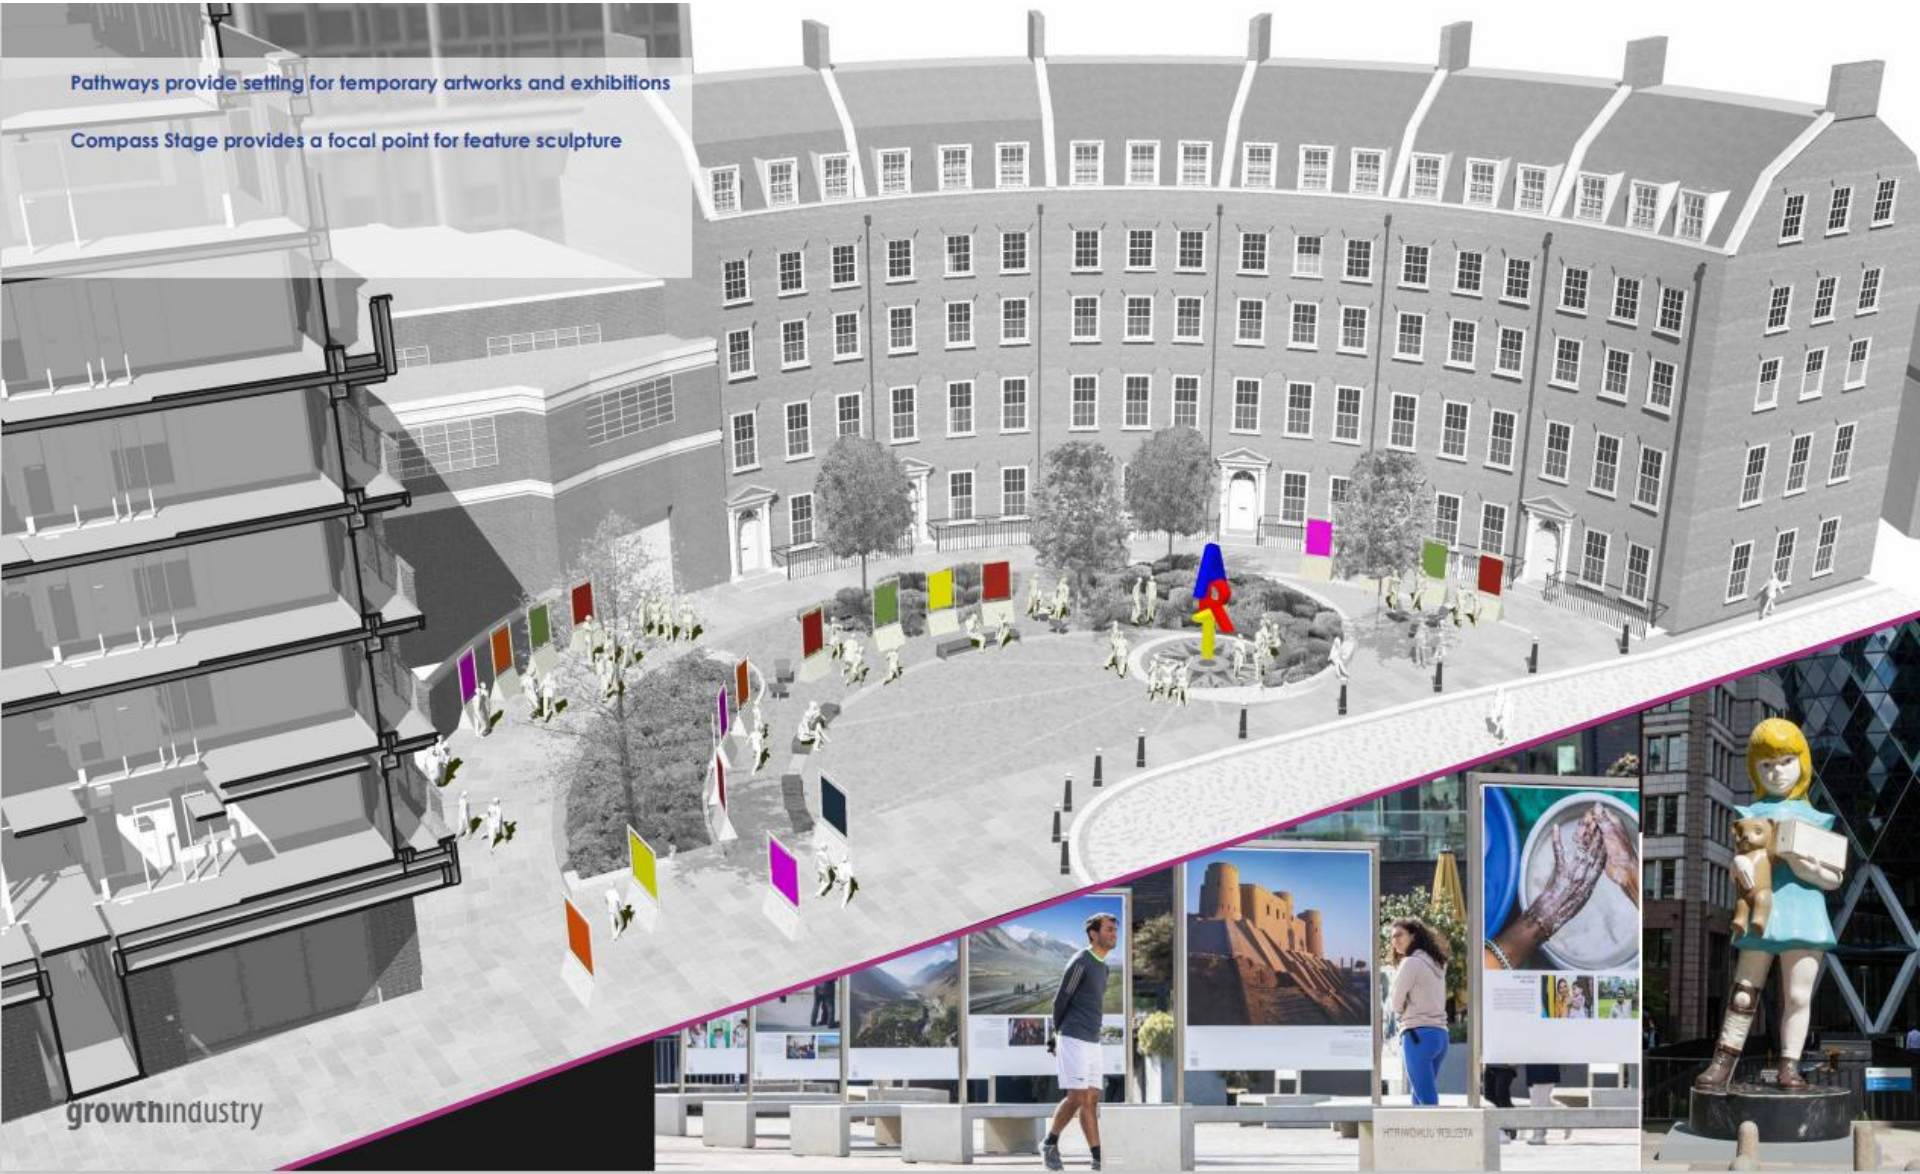 Pathways provide setting for temporary artworks and exhibitions
Compass Stage provides a focal point for feature sculpture
ART
growthindustry